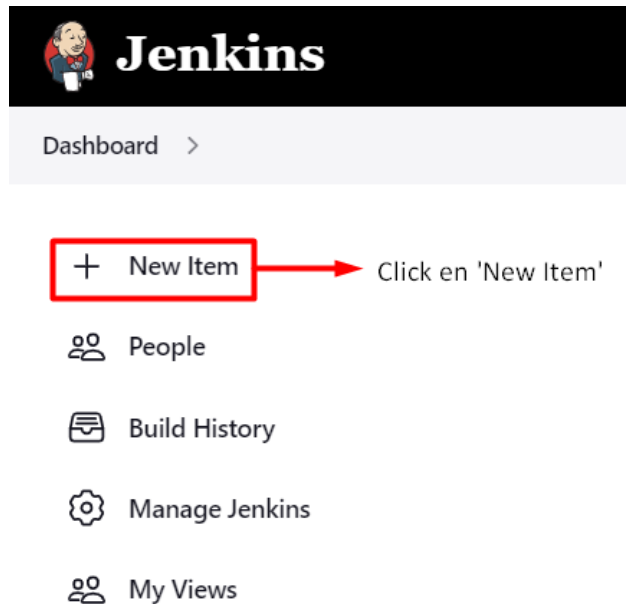 Jenkins
Dashboard >
+ New Item Click en 'New Item'
People
Build History
Manage Jenkins
My Views